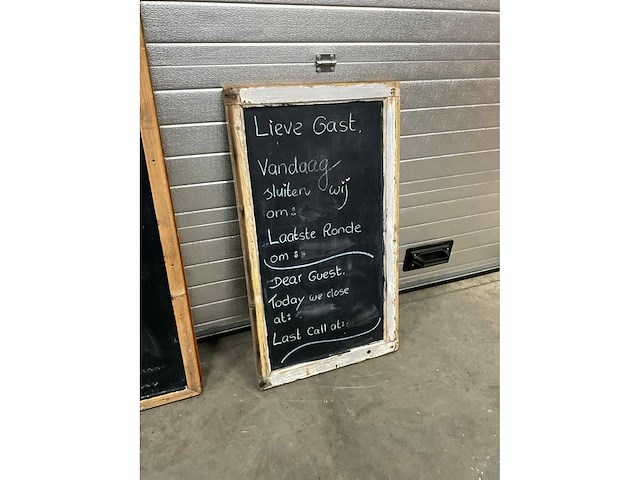 Lieve Gast,
Vandaag
sluiten wij
om:
Laatste Ronde
om:
Dear Guest.
Today we close
at:
Last Call at: